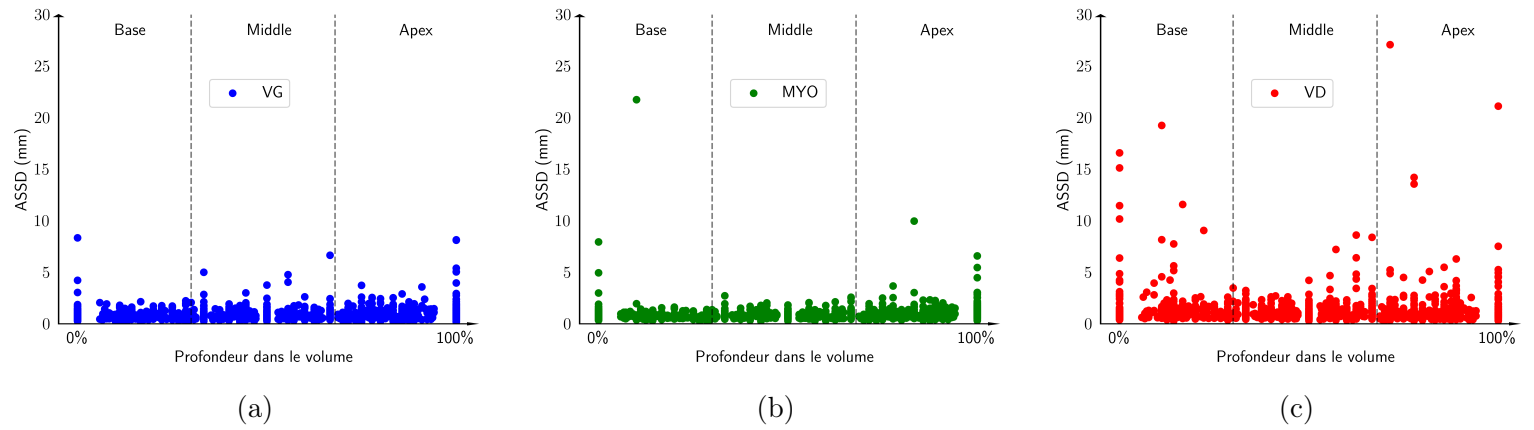 30
25
20
15
10
5
0
ASSD (mm)
Base Middle Apex
VG
0% 100%
Profondeur dans le volume
(a)
30
25
20
15
10
5
0
ASSD (mm)
Base Middle Apex
MYO
0% 100%
Profondeur dans le volume
(b)
30
25
20
15
10
5
0
ASSD (mm)
Base Middle Apex
VD
0% 100%
Profondeur dans le volume
(c)